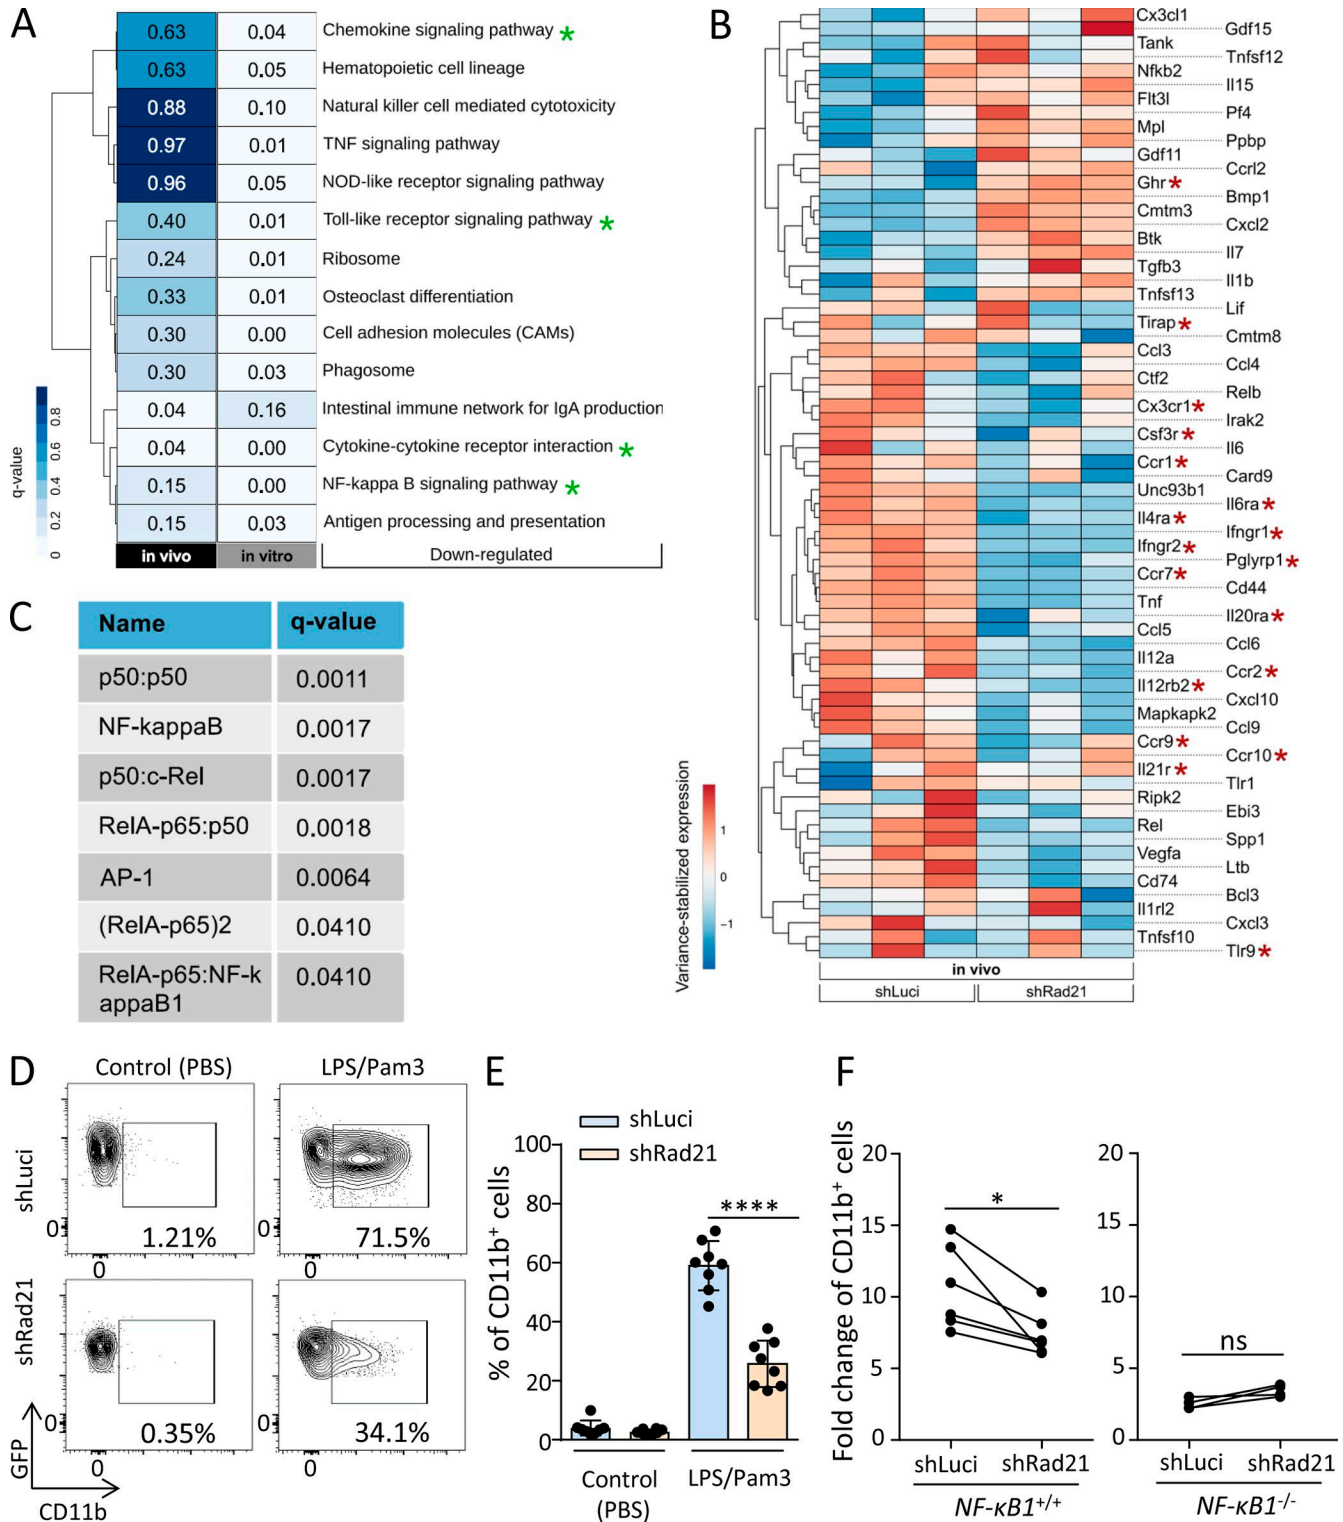 A
0.63 0.04 Chemokine signaling pathway *
0.63 0.05 Hematopoietic cell lineage
0.88 0.10 Natural killer cell mediated cytotoxicity
0.97 0.01 TNF signaling pathway
0.96 0.05 NOD-like receptor signaling pathway
0.40 0.01 Toll-like receptor signaling pathway *
0.24 0.01 Ribosome
0.33 0.01 Osteoclast differentiation
0.30 0.00 Cell adhesion molecules (CAMs)
0.30 0.03 Phagosome
0.04 0.16 Intestinal immune network for IgA production
0.04 0.00 Cytokine-cytokine receptor interaction *
0.15 0.00 NF-kappa B signaling pathway *
0.15 0.03 Antigen processing and presentation
in vivo in vitro Down-regulated
q-value
0 0.2 0.4 0.6 0.8
B
Cx3cl1
Gdf15
Tank
Tnfsf12
Nfkb2
Il15
Flt3l
Pf4
Mpl
Ppbp
Gdf11
Ccrl2
Ghr *
Bmp1
Cmtm3
Cxcl2
Btk
Il7
Tgfb3
Il1b
Tnfsf13
Lif
Tirap *
Cmtm8
Ccl3
Ccl4
Ctf2
Relb
Cx3cr1 *
Irak2
Csf3r *
Il6
Ccr1 *
Card9
Unc93b1
Il6ra *
Il4ra *
Ifngr1 *
Ifngr2 *
Pglyrp1 *
Ccr7 *
Cd44
Tnf
Il20ra *
Ccl5
Ccl6
Il12a
Ccr2 *
Il12rb2 *
Cxcl10
Mapkapk2
Ccl9
Ccr9 *
Ccr10 *
Il21r *
Tlr1
Ripk2
Ebi3
Rel
Spp1
Vegfa
Ltb
Cd74
Bcl3
Il1rl2
Cxcl3
Tnfsf10
Tlr9 *
in vivo
shLuci shRad21
Variance-stabilized expression
1
0
−1
C
Name q-value
p50:p50 0.0011
NF-kappaB 0.0017
p50:c-Rel 0.0017
RelA-p65:p50 0.0018
AP-1 0.0064
(RelA-p65)2 0.0410
RelA-p65:NF-k 0.0410
appaB1
D
Control (PBS) LPS/Pam3
shLuci
0 1.21% 0 71.5%
0 0
shRad21
0 0.35% 0 34.1%
0 0
GFP
CD11b
E
shLuci
shRad21
% of CD11b+ cells
100
80
60
40
20
0
****
Control LPS/Pam3
(PBS)
F
Fold change of CD11b+ cells
20 20
15 15
10 10
5 5
0 0
* ns
shLuci shRad21 shLuci shRad21
NF-κB1+/+ NF-κB1-/-